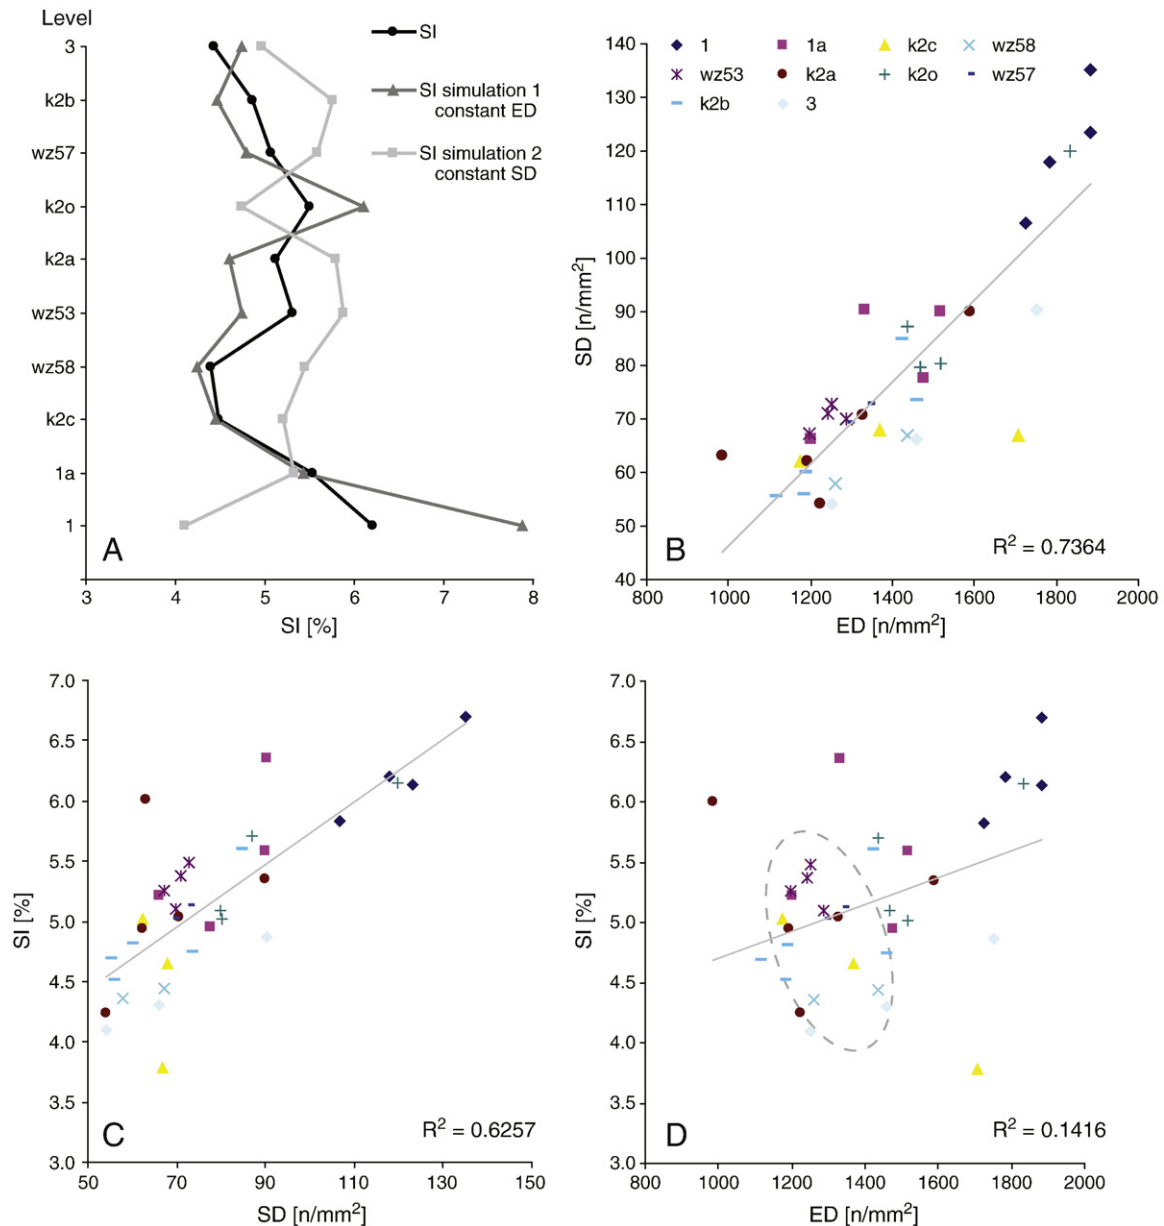 Level
3
k2b
wz57
k2o
k2a
wz53
wz58
k2c
1a
1
3 4 5 6 7 8
SI [%]
A
SI
SI simulation 1
constant ED
SI simulation 2
constant SD
1 1a k2c wz58
wz53 k2a k2o wz57
k2b 3
140
130
120
110
100
90
80
70
60
50
40
SD [n/mm²]
B
R² = 0.7364
800 1000 1200 1400 1600 1800 2000
ED [n/mm²]
7.0
6.5
6.0
5.5
5.0
4.5
4.0
3.5
3.0
SI [%]
C
R² = 0.6257
50 70 90 110 130 150
SD [n/mm²]
7.0
6.5
6.0
5.5
5.0
4.5
4.0
3.5
3.0
SI [%]
D
R² = 0.1416
800 1000 1200 1400 1600 1800 2000
ED [n/mm²]